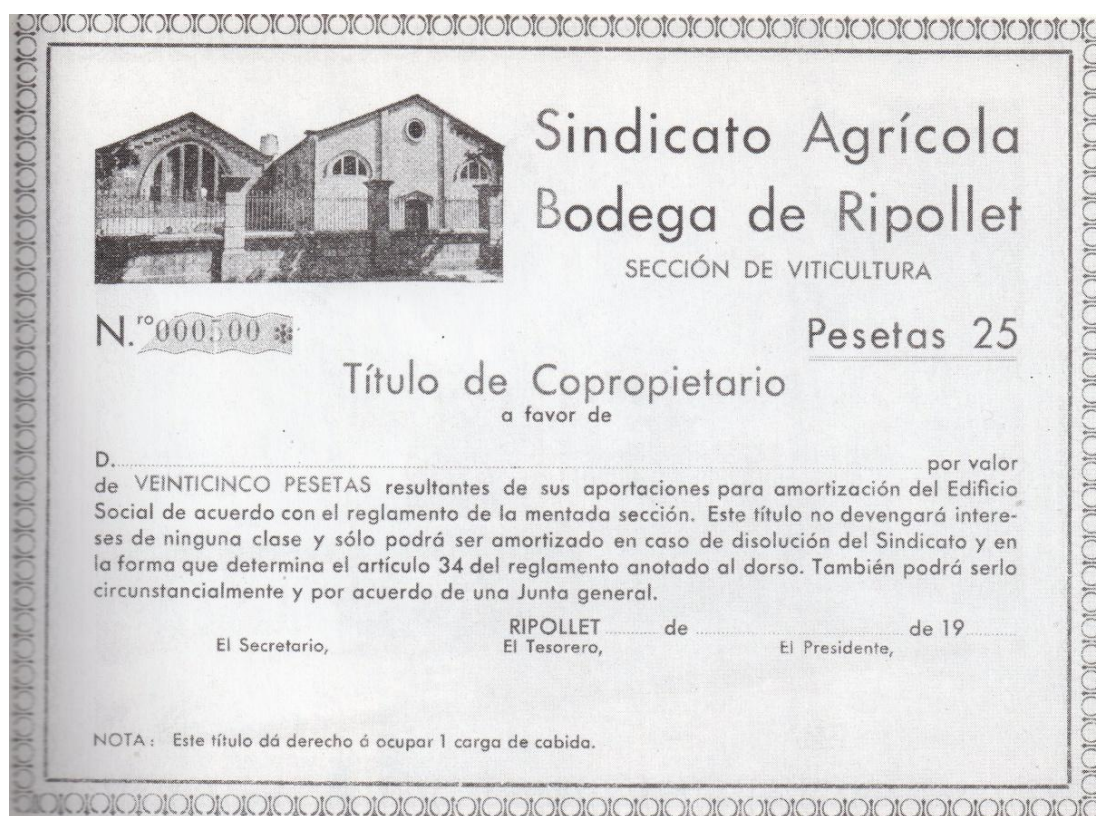 Sindicato Agrícola
Bodega de Ripollet
SECCIÓN DE VITICULTURA
N.ro 000500
Pesetas 25
Título de Copropietario
a favor de
D. por valor
de VEINTICINCO PESETAS resultantes de sus aportaciones para amortización del Edificio
Social de acuerdo con el reglamento de la mentada sección. Este título no devengará intere-
ses de ninguna clase y sólo podrá ser amortizado en caso de disolución del Sindicato y en
la forma que determina el artículo 34 del reglamento anotado al dorso. También podrá serlo
circunstancialmente y por acuerdo de una Junta general.
RIPOLLET de de 19
El Secretario, El Tesorero, El Presidente,
NOTA: Este título dá derecho á ocupar 1 carga de cabida.